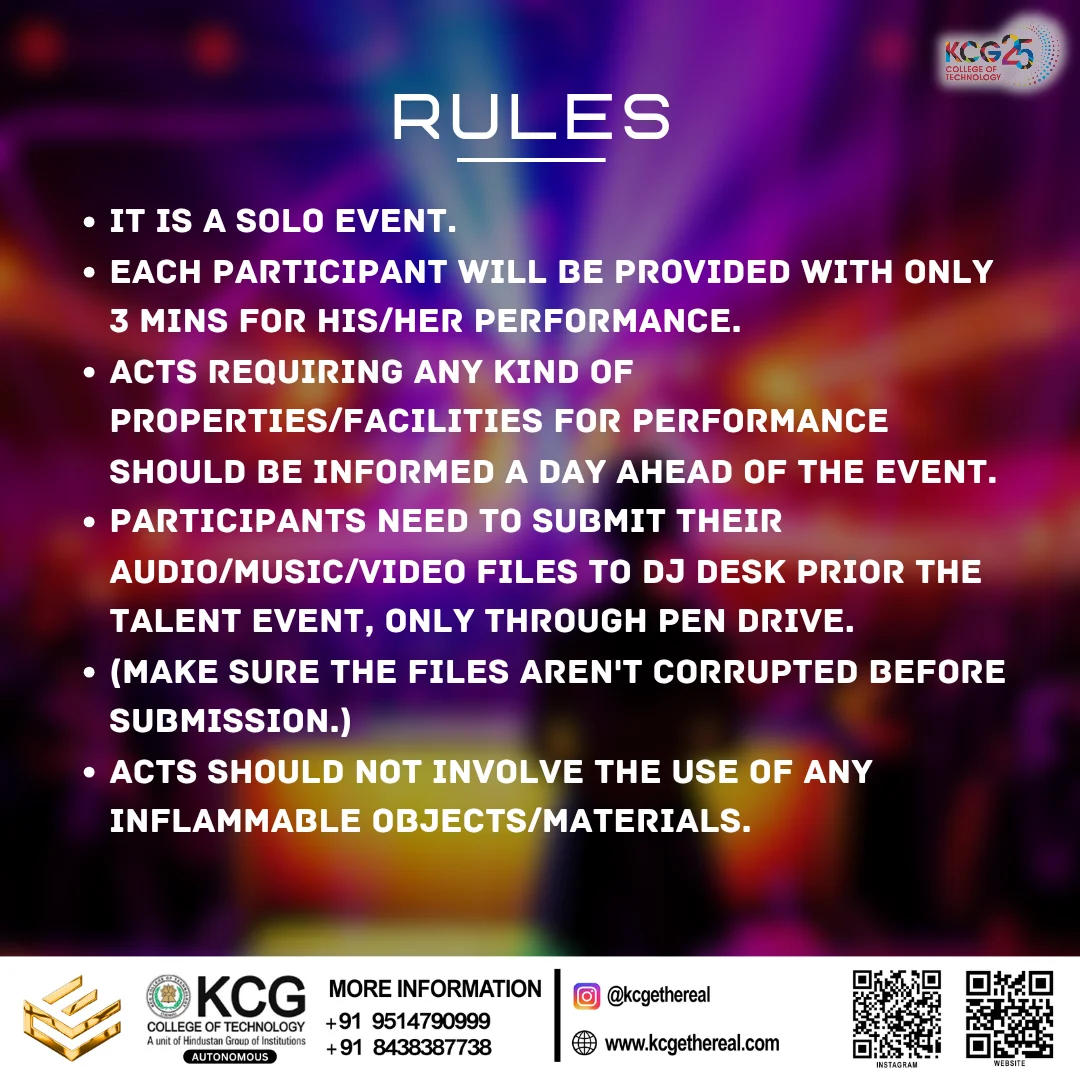 KCG25
COLLEGE OF
TECHNOLOGY
RULES
• IT IS A SOLO EVENT.
• EACH PARTICIPANT WILL BE PROVIDED WITH ONLY
3 MINS FOR HIS/HER PERFORMANCE.
• ACTS REQUIRING ANY KIND OF
PROPERTIES/FACILITIES FOR PERFORMANCE
SHOULD BE INFORMED A DAY AHEAD OF THE EVENT.
• PARTICIPANTS NEED TO SUBMIT THEIR
AUDIO/MUSIC/VIDEO FILES TO DJ DESK PRIOR THE
TALENT EVENT, ONLY THROUGH PEN DRIVE.
• (MAKE SURE THE FILES AREN'T CORRUPTED BEFORE
SUBMISSION.)
• ACTS SHOULD NOT INVOLVE THE USE OF ANY
INFLAMMABLE OBJECTS/MATERIALS.
KCG
COLLEGE OF TECHNOLOGY
A unit of Hindustan Group of Institutions
AUTONOMOUS
MORE INFORMATION
+91 9514790999
+91 8438387738
@kcgethereal
www.kcgethereal.com
INSTAGRAM
WEBSITE